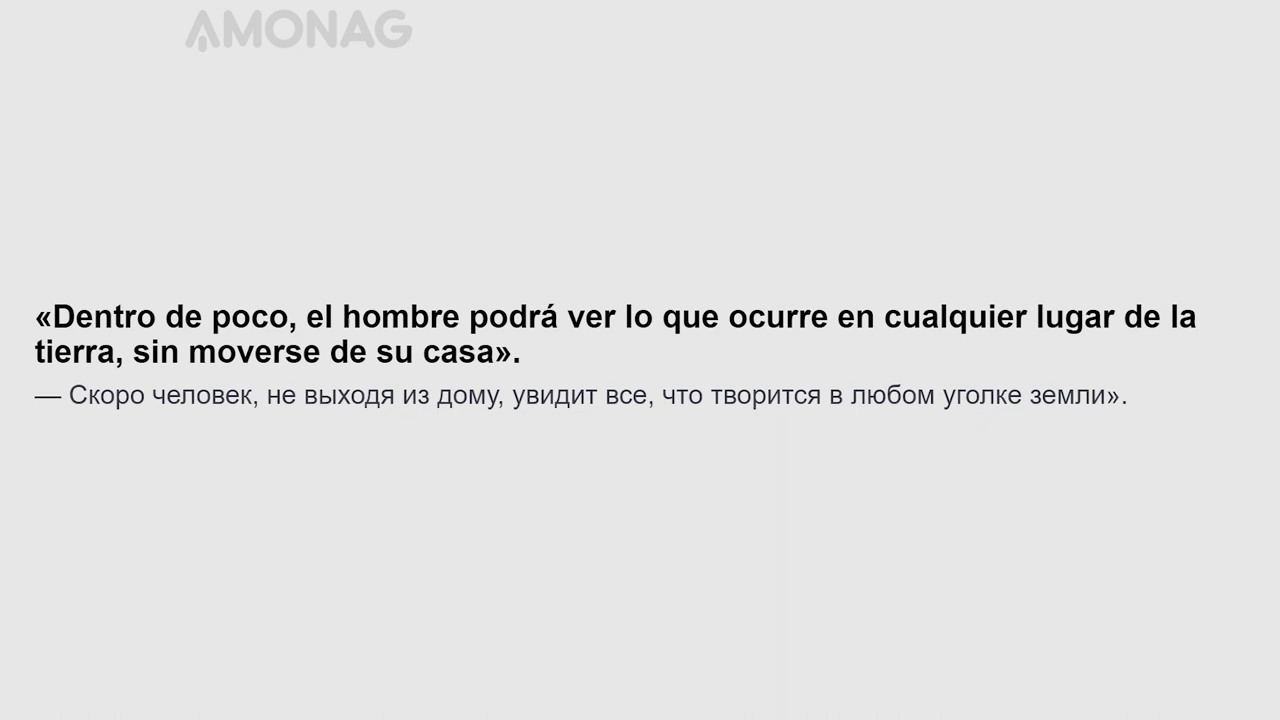 AMONAG
«Dentro de poco, el hombre podrá ver lo que ocurre en cualquier lugar de la
tierra, sin moverse de su casa».
— Скоро человек, не выходя из дому, увидит все, что творится в любом уголке земли».